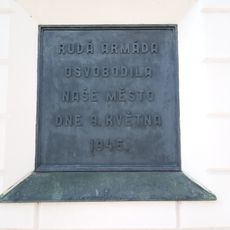 RUDÁ ARMÁDA
OSVOBODILA
NAŠE MĚSTO
DNE 9. KVĚTNA
1945.